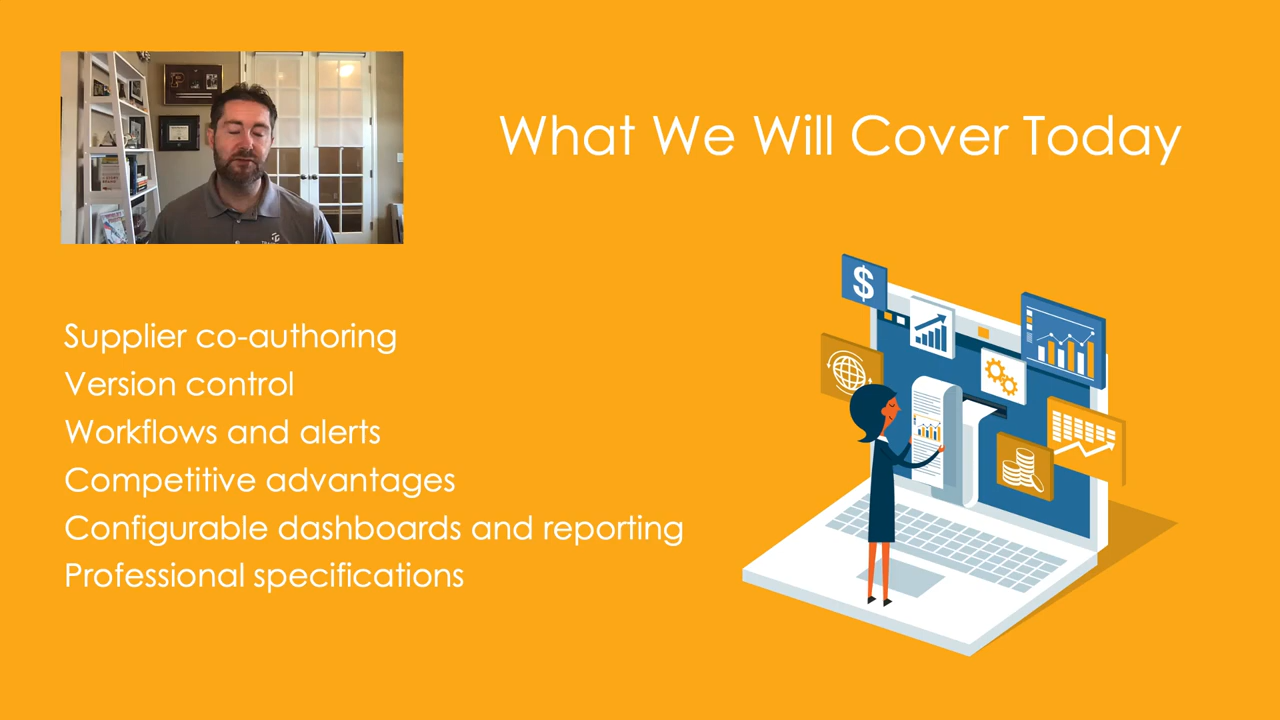 What We Will Cover Today
Supplier co-authoring
Version control
Workflows and alerts
Competitive advantages
Configurable dashboards and reporting
Professional specifications
$
P